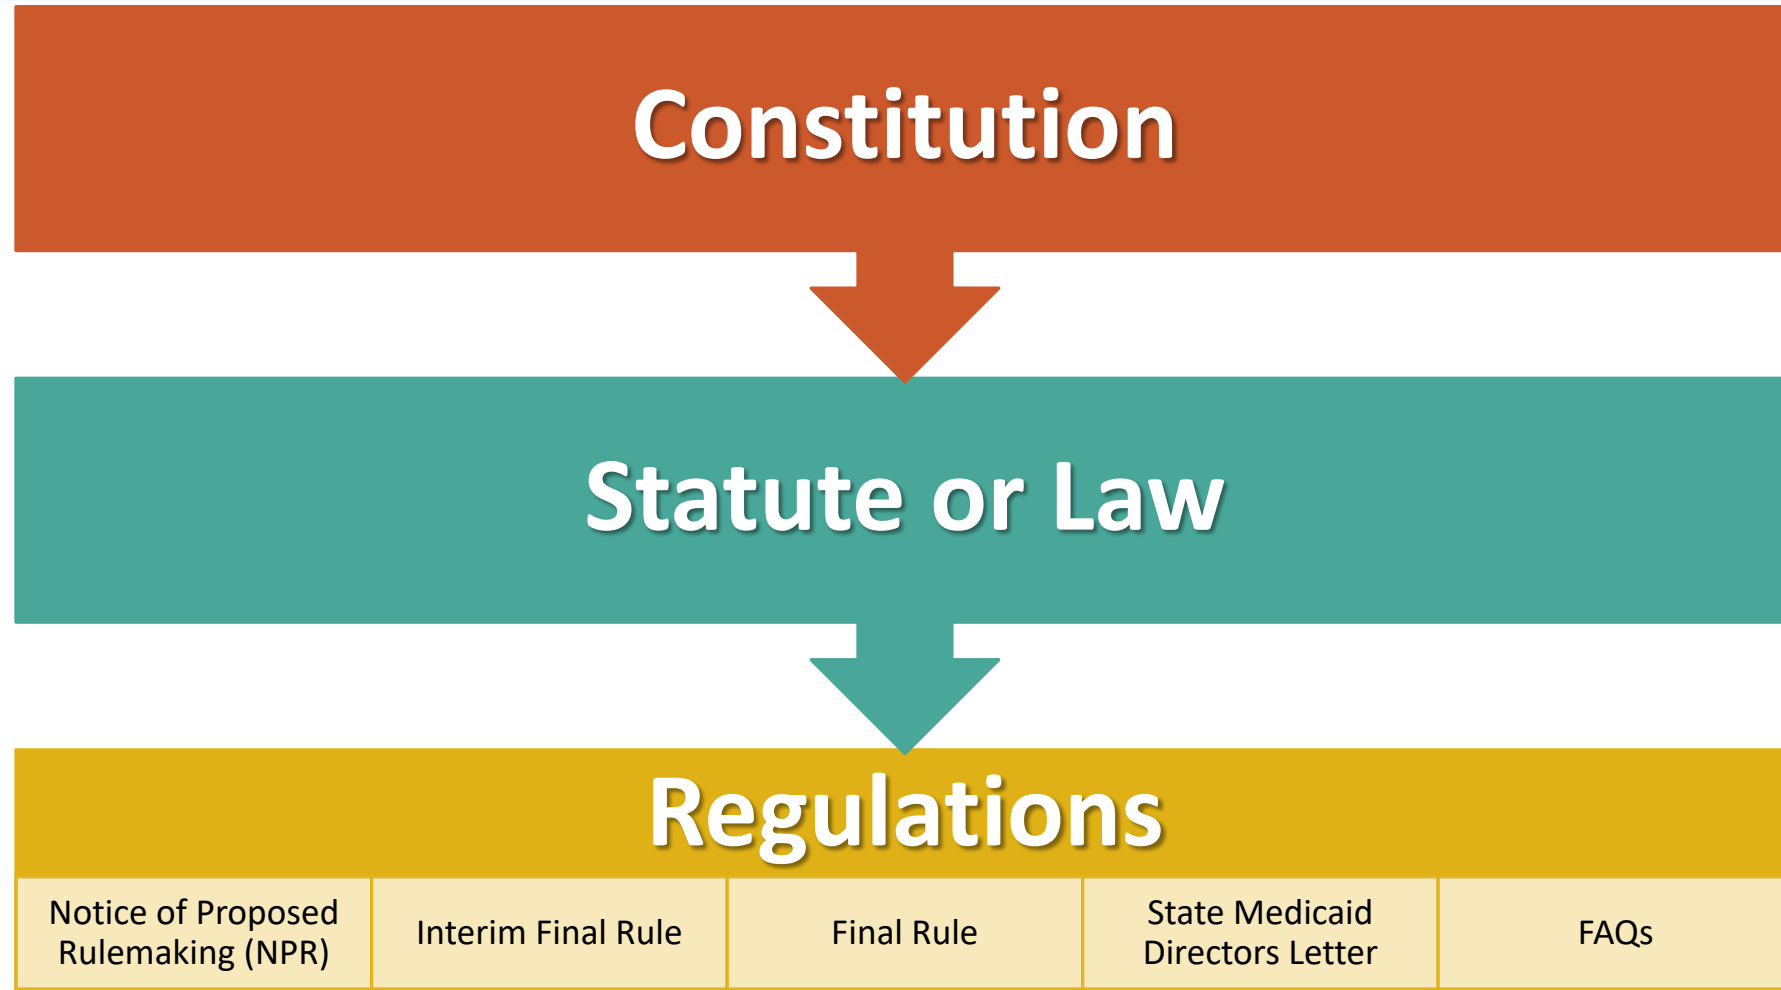 Constitution
Statute or Law
Regulations
Notice of Proposed
Rulemaking (NPR)
Interim Final Rule
Final Rule
State Medicaid
Directors Letter
FAQs